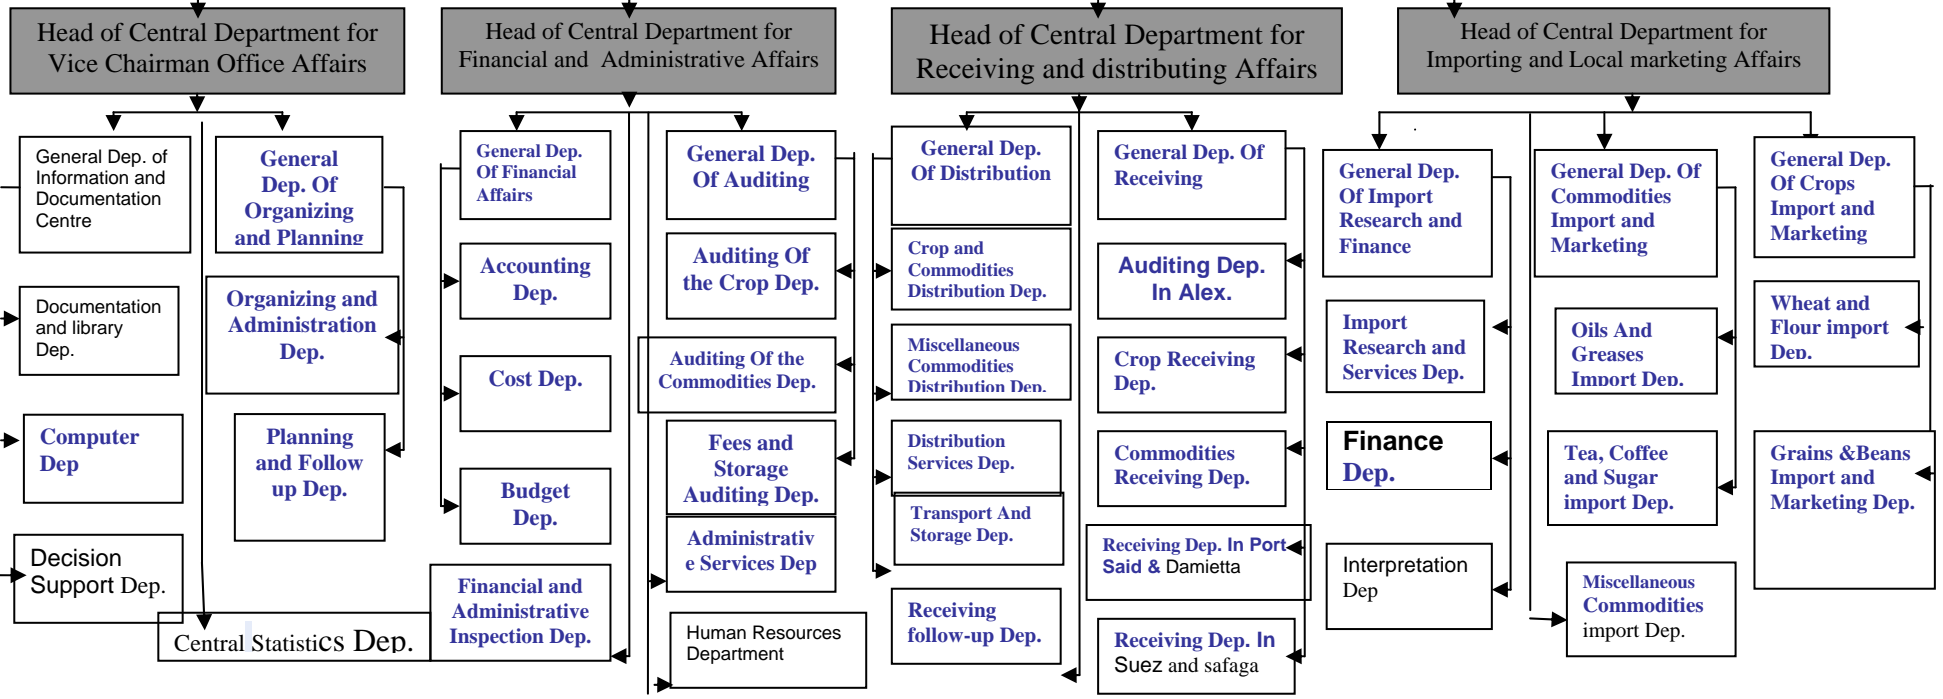 Head of Central Department for
Vice Chairman Office Affairs
Head of Central Department for
Financial and Administrative Affairs
Head of Central Department for
Receiving and distributing Affairs
Head of Central Department for
Importing and Local marketing Affairs
General Dep. of
Information and
Documentation
Centre
General
Dep. Of
Organizing
and Planning
Documentation
and library
Dep.
Organizing and
Administration
Dep.
Computer
Dep
Planning
and Follow
up Dep.
Decision
Support Dep.
Central Statistics Dep.
General Dep.
Of Financial
Affairs
General Dep.
Of Auditing
Accounting
Dep.
Auditing Of
the Crop Dep.
Cost Dep.
Auditing Of the
Commodities Dep.
Budget
Dep.
Fees and
Storage
Auditing Dep.
Administrativ
e Services Dep
Financial and
Administrative
Inspection Dep.
Human Resources
Department
General Dep.
Of Distribution
General Dep. Of
Receiving
Crop and
Commodities
Distribution Dep.
Auditing Dep.
In Alex.
Miscellaneous
Commodities
Distribution Dep.
Crop Receiving
Dep.
Distribution
Services Dep.
Commodities
Receiving Dep.
Transport And
Storage Dep.
Receiving Dep. In Port
Said & Damietta
Receiving
follow-up Dep.
Receiving Dep. In
Suez and safaga
General Dep.
Of Import
Research and
Finance
General Dep. Of
Commodities
Import and
Marketing
General Dep.
Of Crops
Import and
Marketing
Import
Research and
Services Dep.
Oils And
Greases
Import Dep.
Wheat and
Flour import
Dep.
Finance
Dep.
Tea, Coffee
and Sugar
import Dep.
Grains &Beans
Import and
Marketing Dep.
Interpretation
Dep
Miscellaneous
Commodities
import Dep.